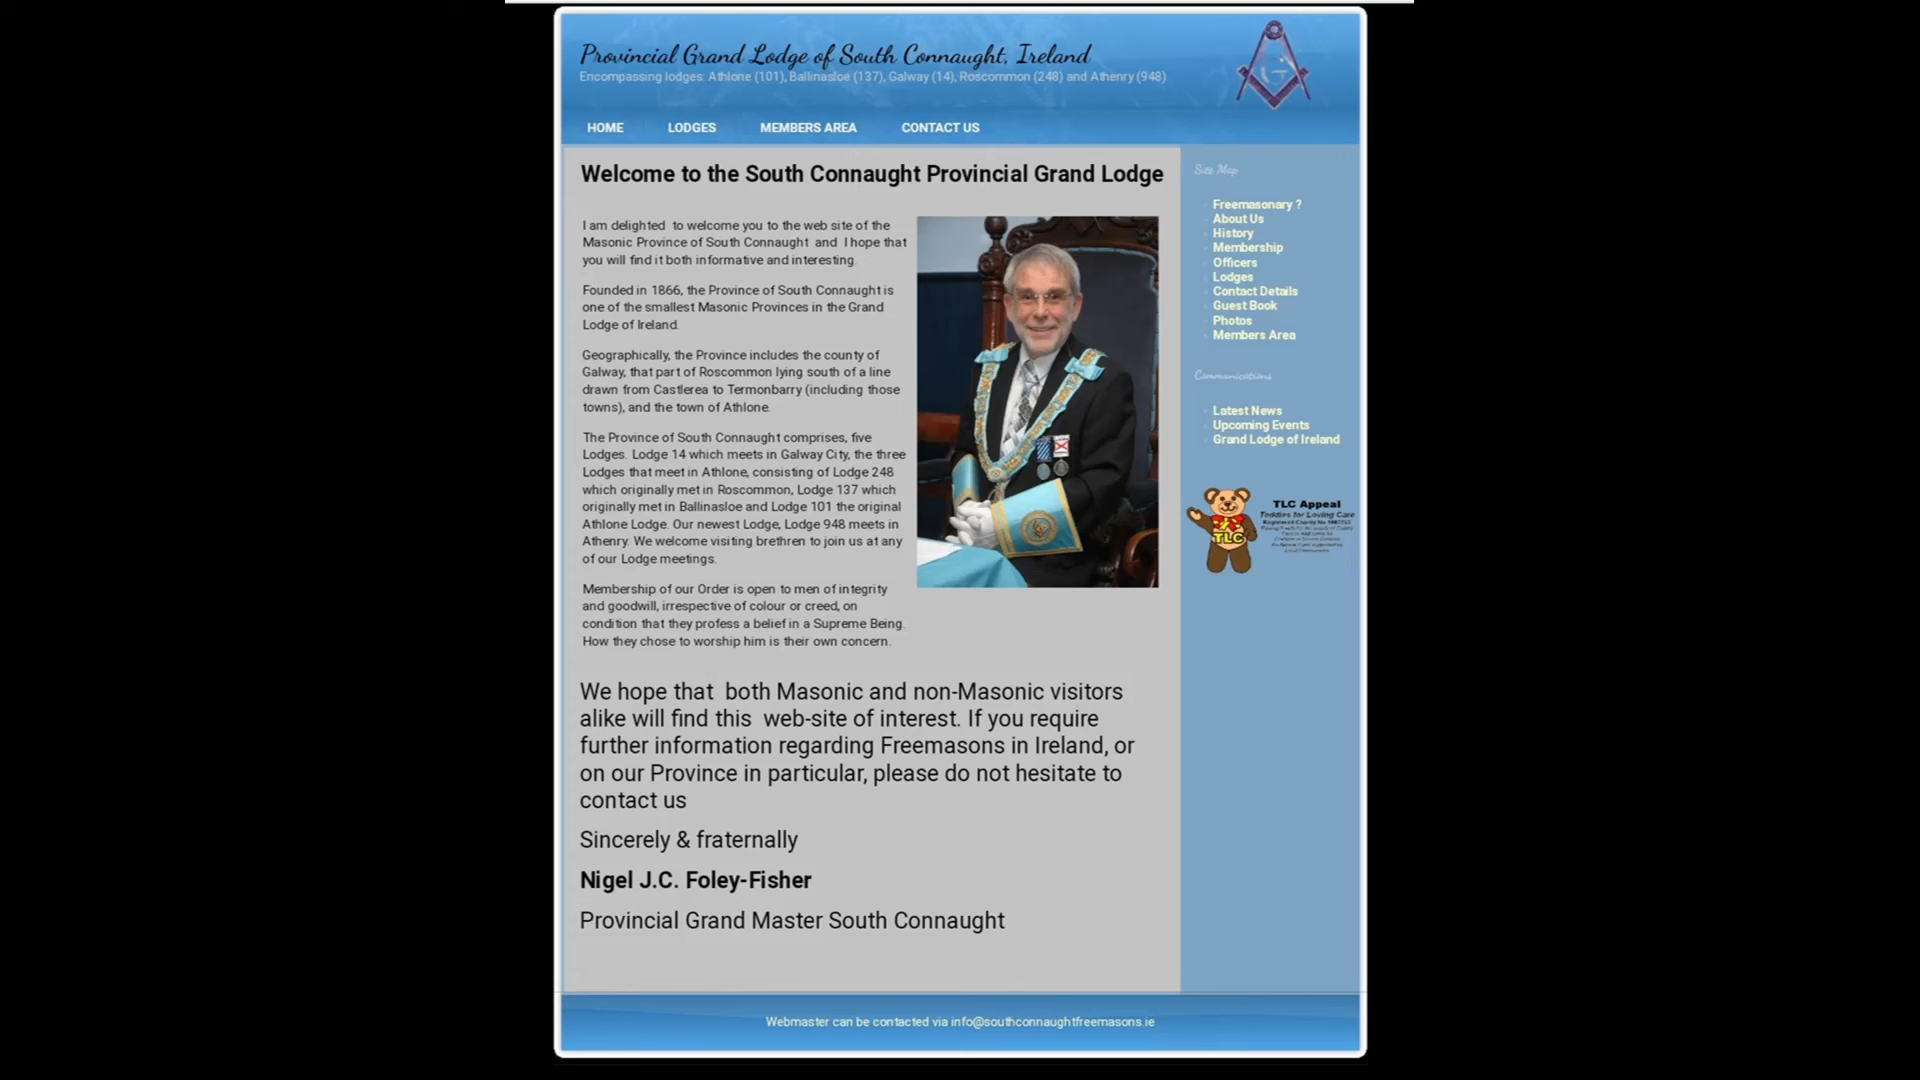 Provincial Grand Lodge of South Connaught, Ireland
Encompassing lodges: Athlone (101), Ballinasloe (137), Galway (14), Roscommon (248) and Athenry (948)
HOME LODGES MEMBERS AREA CONTACT US
Welcome to the South Connaught Provincial Grand Lodge
I am delighted to welcome you to the web site of the
Masonic Province of South Connaught and I hope that
you will find it both informative and interesting.
Founded in 1866, the Province of South Connaught is
one of the smallest Masonic Provinces in the Grand
Lodge of Ireland.
Geographically, the Province includes the county of
Galway, that part of Roscommon lying south of a line
drawn from Castlerea to Termonbarry (including those
towns), and the town of Athlone.
The Province of South Connaught comprises, five
Lodges. Lodge 14 which meets in Galway City, the three
Lodges that meet in Athlone, consisting of Lodge 248
which originally met in Roscommon, Lodge 137 which
originally met in Ballinasloe and Lodge 101 the original
Athlone Lodge. Our newest Lodge, Lodge 948 meets in
Athenry. We welcome visiting brethren to join us at any
of our Lodge meetings.
Membership of our Order is open to men of integrity
and goodwill, irrespective of colour or creed, on
condition that they profess a belief in a Supreme Being.
How they chose to worship him is their own concern.
We hope that both Masonic and non-Masonic visitors
alike will find this web-site of interest. If you require
further information regarding Freemasons in Ireland, or
on our Province in particular, please do not hesitate to
contact us
Sincerely & fraternally
Nigel J.C. Foley-Fisher
Provincial Grand Master South Connaught
Site Map
Freemasonary ?
About Us
History
Membership
Officers
Lodges
Contact Details
Guest Book
Photos
Members Area
Communications
Latest News
Upcoming Events
Grand Lodge of Ireland
TLC
TLC Appeal
Teddies for Loving Care
Webmaster can be contacted via info@southconnaughtfreemasons.ie